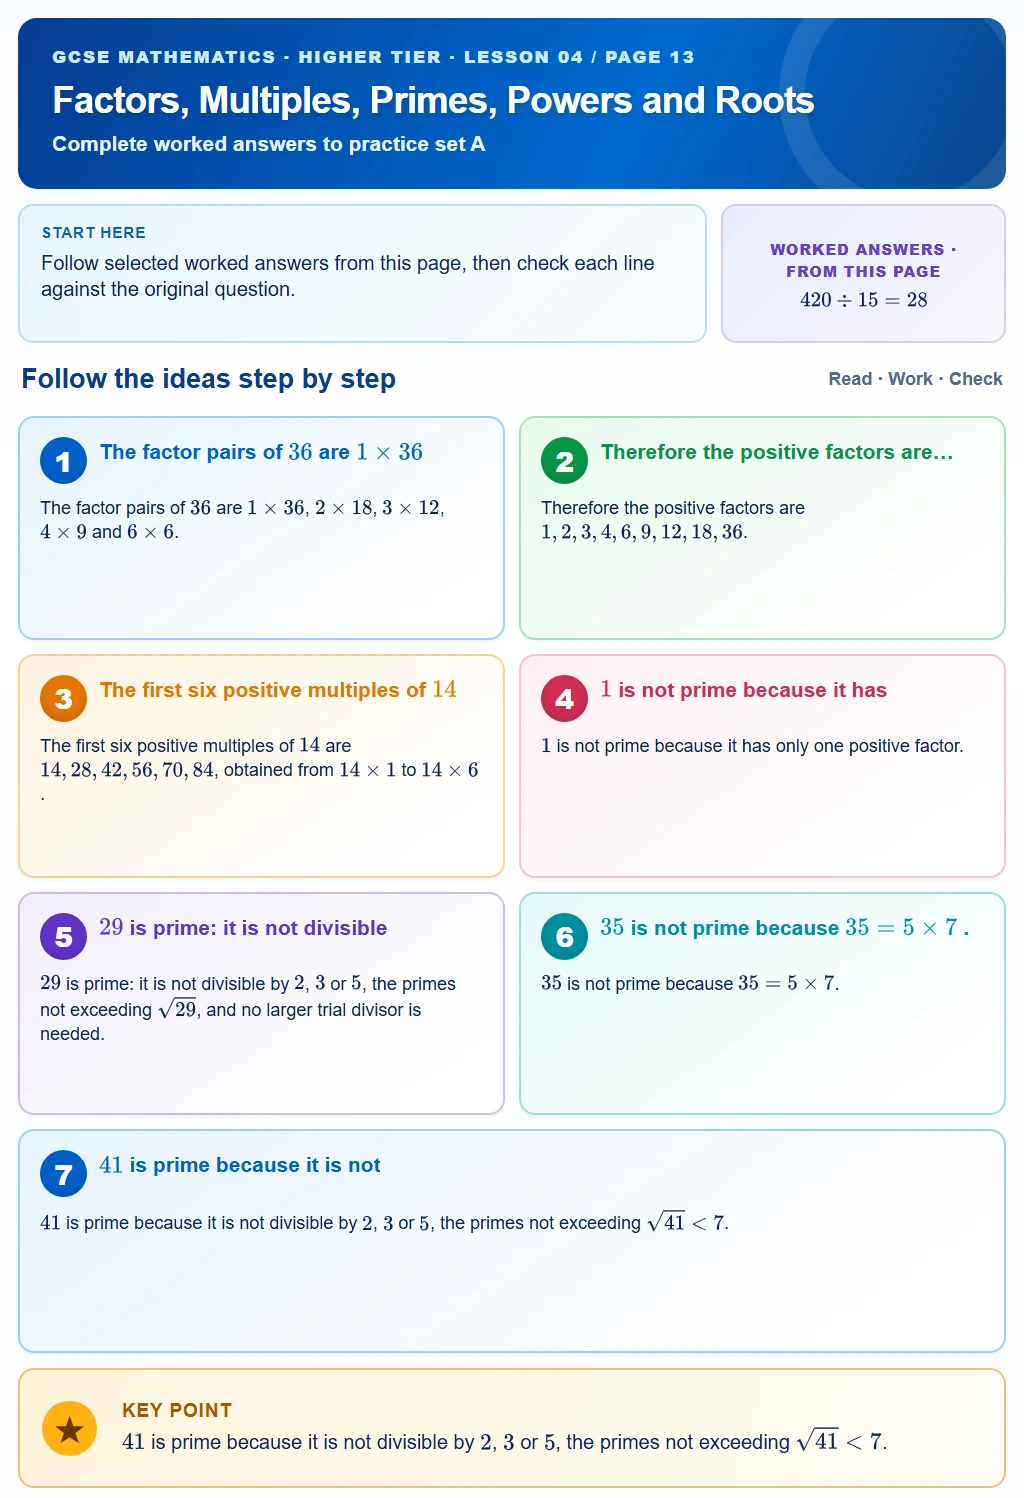 GCSE MATHEMATICS · HIGHER TIER · LESSON 04 / PAGE 13
Factors, Multiples, Primes, Powers and Roots
Complete worked answers to practice set A
START HERE
Follow selected worked answers from this page, then check each line
against the original question.
WORKED ANSWERS ·
FROM THIS PAGE
420 ÷ 15 = 28
Follow the ideas step by step
Read · Work · Check
1
The factor pairs of 36 are 1 × 36
The factor pairs of 36 are 1 × 36, 2 × 18, 3 × 12,
4 × 9 and 6 × 6.
2
Therefore the positive factors are…
Therefore the positive factors are
1, 2, 3, 4, 6, 9, 12, 18, 36.
3
The first six positive multiples of 14
The first six positive multiples of 14 are
14, 28, 42, 56, 70, 84, obtained from 14 × 1 to 14 × 6
.
4
1 is not prime because it has
1 is not prime because it has only one positive factor.
5
29 is prime: it is not divisible
29 is prime: it is not divisible by 2, 3 or 5, the primes
not exceeding √29, and no larger trial divisor is
needed.
6
35 is not prime because 35 = 5 × 7 .
35 is not prime because 35 = 5 × 7.
7
41 is prime because it is not
41 is prime because it is not divisible by 2, 3 or 5, the primes not exceeding √41 < 7.
KEY POINT
41 is prime because it is not divisible by 2, 3 or 5, the primes not exceeding √41 < 7.